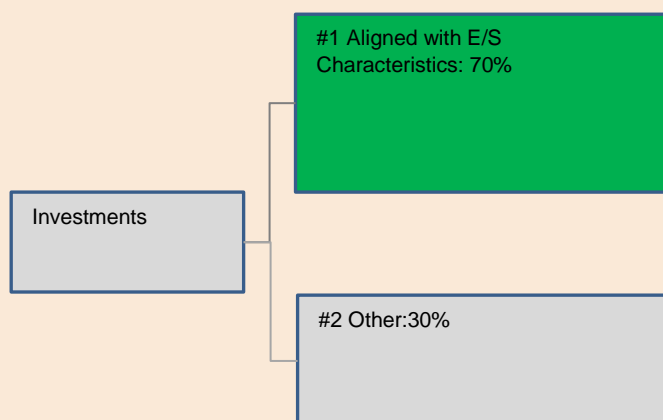 #1 Aligned with E/S
Characteristics: 70%
Investments
#2 Other:30%